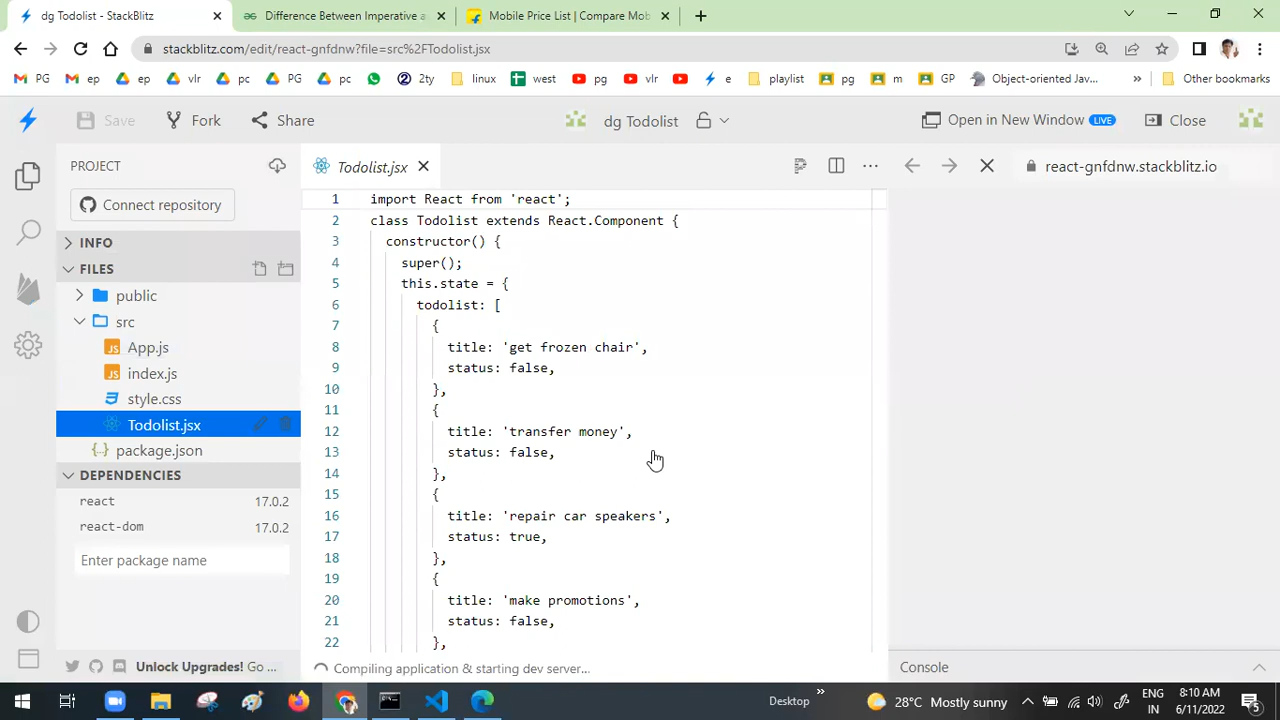 dg Todolist - StackBlitz
Difference Between Imperative a
Mobile Price List | Compare Mob
stackblitz.com/edit/react-gnfdnw?file=src%2FTodolist.jsx
PG ep ep vlr pc PG pc 2ty linux west pg vlr e playlist pg m GP Object-oriented Jav... » Other bookmarks
Save Fork Share dg Todolist Open in New Window LIVE Close
PROJECT
Todolist.jsx
react-gnfdnw.stackblitz.io
Connect repository
INFO
FILES
public
src
App.js
index.js
style.css
Todolist.jsx
package.json
DEPENDENCIES
react 17.0.2
react-dom 17.0.2
Enter package name
Unlock Upgrades! Go ...
1 import React from 'react';
2 class Todolist extends React.Component {
3 constructor() {
4 super();
5 this.state = {
6 todolist: [
7 {
8 title: 'get frozen chair',
9 status: false,
10 },
11 {
12 title: 'transfer money',
13 status: false,
14 },
15 {
16 title: 'repair car speakers',
17 status: true,
18 },
19 {
20 title: 'make promotions',
21 status: false,
22 },
Compiling application & starting dev server...
Console
Desktop » 28°C Mostly sunny
ENG
IN
8:10 AM
6/11/2022
5